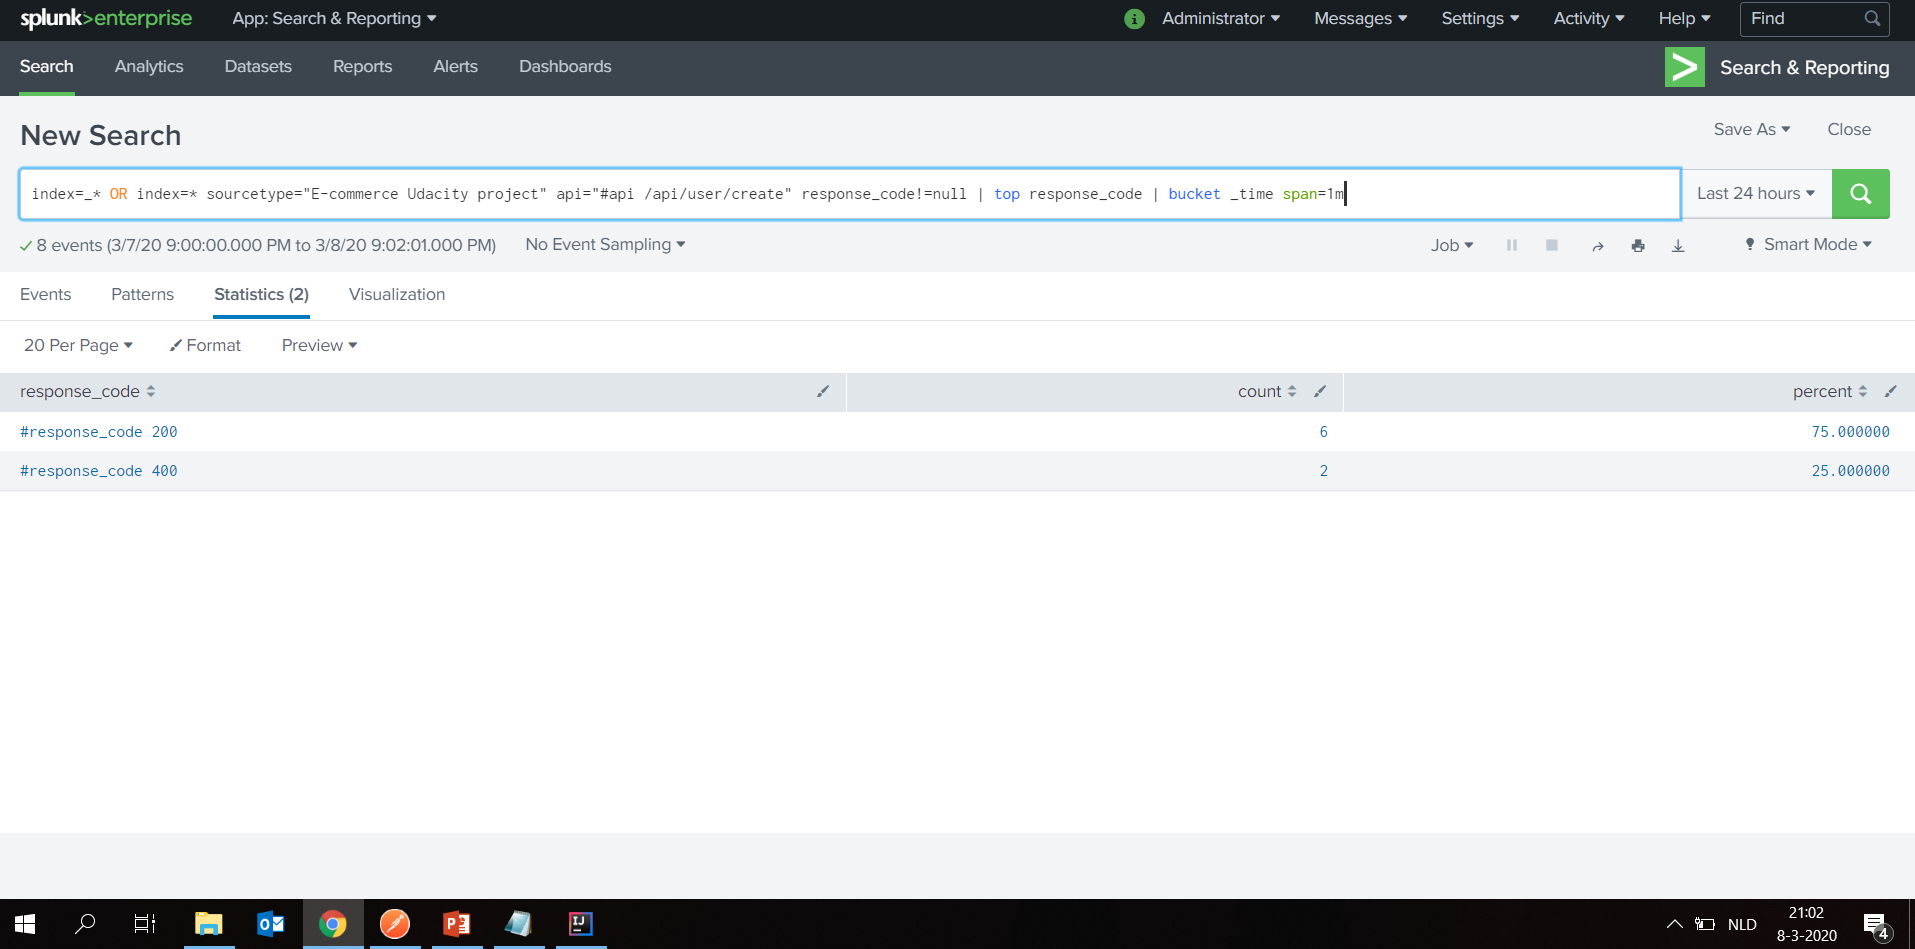 splunk>enterprise App: Search & Reporting i Administrator Messages Settings Activity Help Find
Search Analytics Datasets Reports Alerts Dashboards > Search & Reporting
New Search Save As Close
index=_* OR index=* sourcetype="E-commerce Udacity project" api="#api /api/user/create" response_code!=null | top response_code | bucket _time span=1m Last 24 hours
8 events (3/7/20 9:00:00.000 PM to 3/8/20 9:02:01.000 PM) No Event Sampling Job Smart Mode
Events Patterns Statistics (2) Visualization
20 Per Page Format Preview
response_code count percent
#response_code 200 6 75.000000
#response_code 400 2 25.000000
NLD 21:02
8-3-2020 4